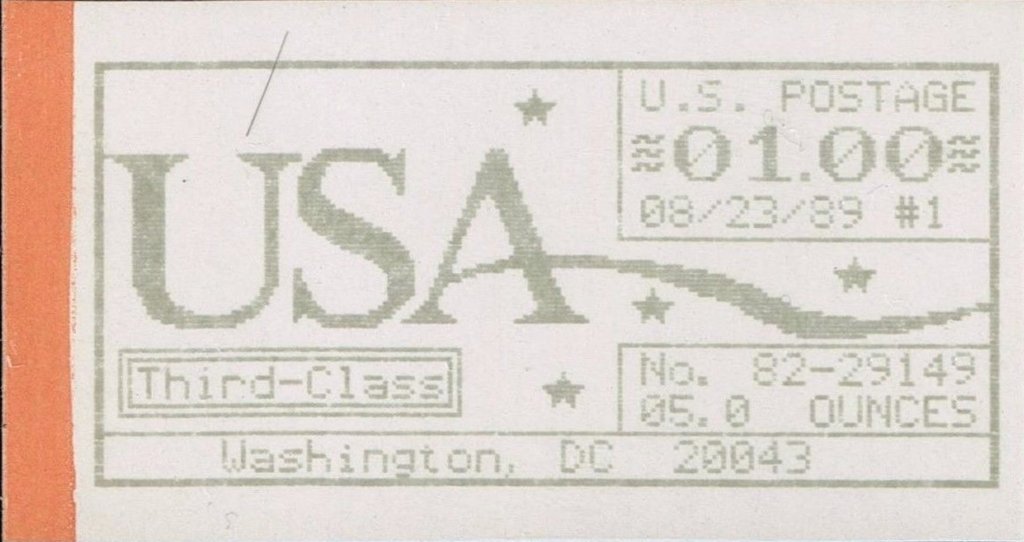 USA
U.S. POSTAGE
≈01.00≈
08/23/89 #1
Third-Class
No. 82-29149
05.0 OUNCES
Washington, DC 20043